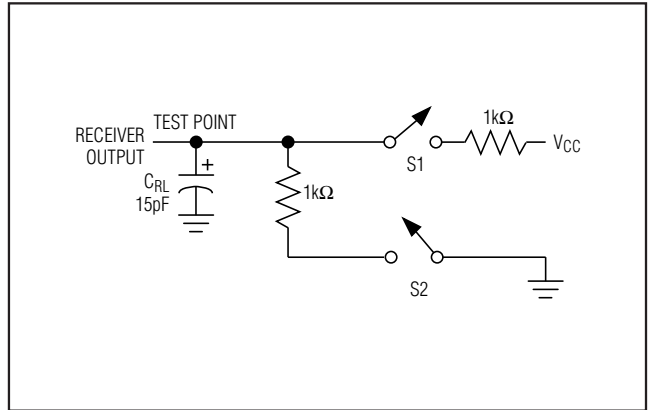 TEST POINT
RECEIVER
OUTPUT
CRL
15pF
+
1kΩ
S1
1kΩ
VCC
S2